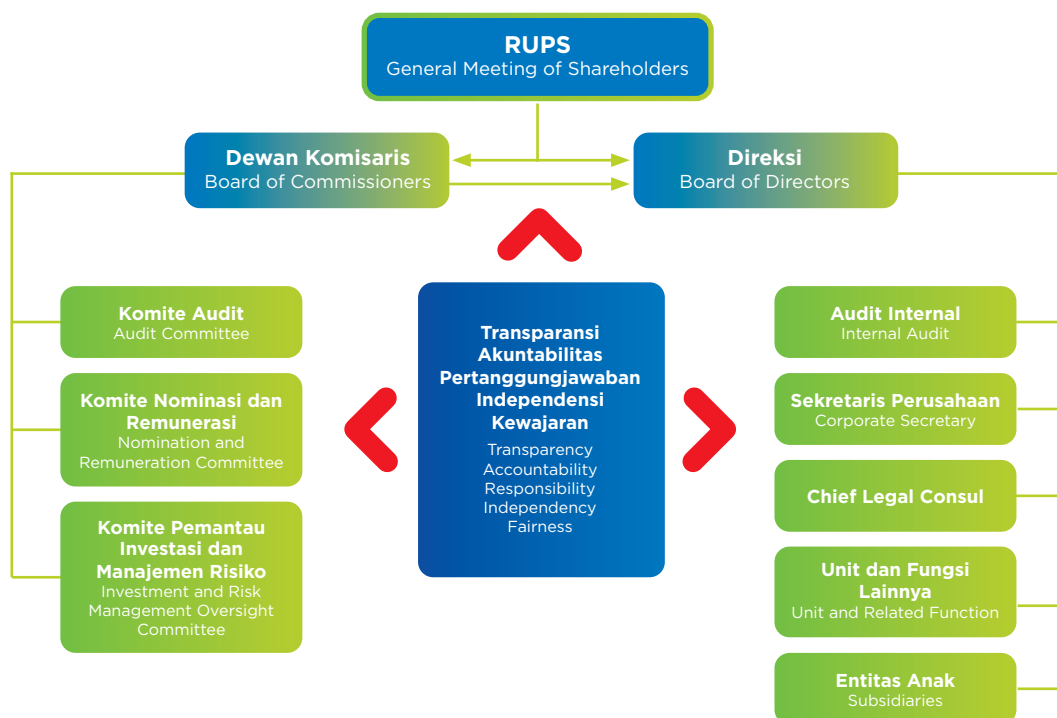 RUPS
General Meeting of Shareholders
Dewan Komisaris
Board of Commissioners
Direksi
Board of Directors
Komite Audit
Audit Committee
Komite Nominasi dan
Remunerasi
Nomination and
Remuneration Committee
Komite Pemantau
Investasi dan
Manajemen Risiko
Investment and Risk
Management Oversight
Committee
Transparansi
Akuntabilitas
Pertanggungjawaban
Independensi
Kewajaran
Transparency
Accountability
Responsibility
Independency
Fairness
Audit Internal
Internal Audit
Sekretaris Perusahaan
Corporate Secretary
Chief Legal Consul
Unit dan Fungsi
Lainnya
Unit and Related Function
Entitas Anak
Subsidiaries